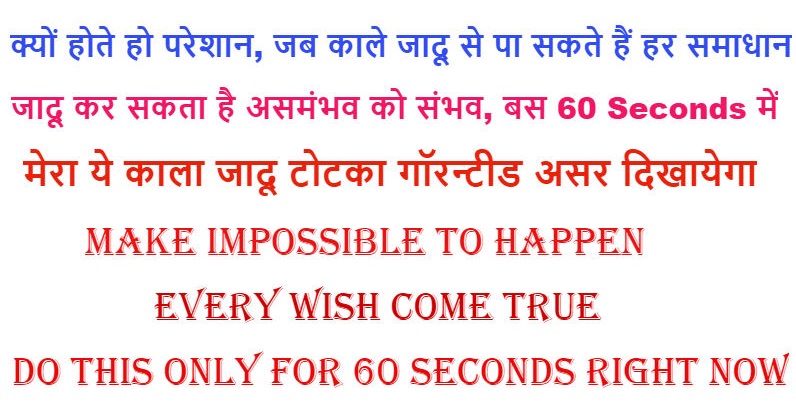 क्यों होते हो परेशान, जब काले जादू से पा सकते हैं हर समाधान
जादू कर सकता है असमंभव को संभव, बस 60 Seconds में
मेरा ये काला जादू टोटका गॉरन्टीड असर दिखायेगा
MAKE IMPOSSIBLE TO HAPPEN
EVERY WISH COME TRUE
DO THIS ONLY FOR 60 SECONDS RIGHT NOW